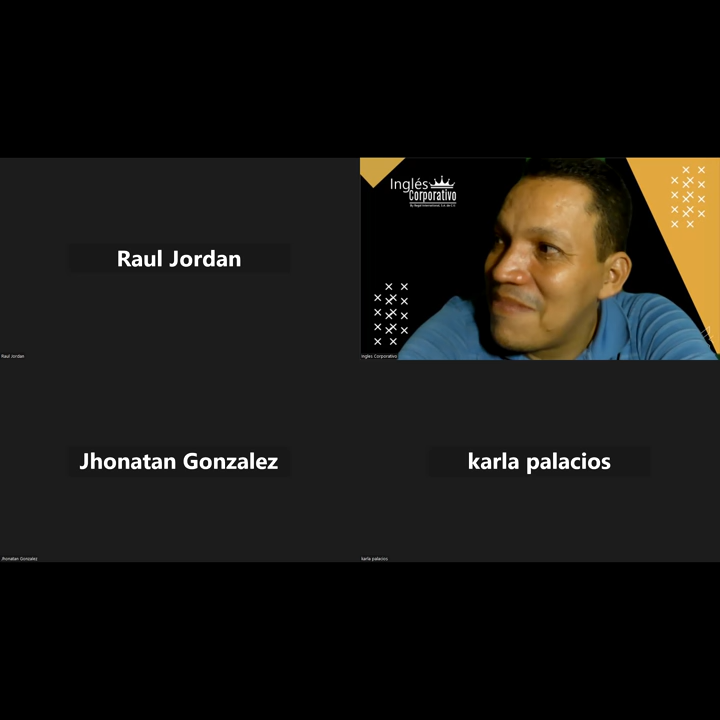 Raul Jordan
Raul Jordan
Inglés
Corporativo
Ingles Corporativo
Jhonatan Gonzalez
Jhonatan Gonzalez
karla palacios
karla palacios